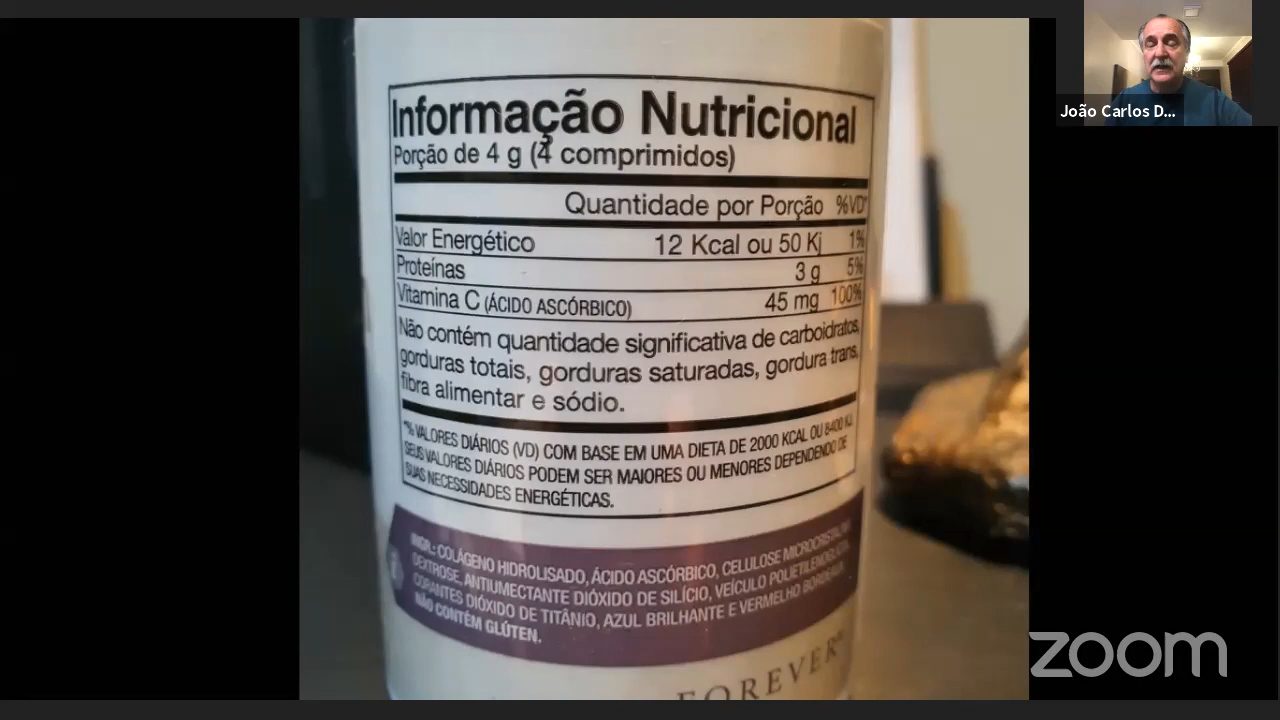 João Carlos D...
Informação Nutricional
Porção de 4 g (4 comprimidos)
Quantidade por Porção %VD*
Valor Energético 12 Kcal ou 50 Kj 1%
Proteínas 3 g 5%
Vitamina C (ÁCIDO ASCÓRBICO) 45 mg 100%
Não contém quantidade significativa de carboidratos,
gorduras totais, gorduras saturadas, gordura trans,
fibra alimentar e sódio.
*% VALORES DIÁRIOS (VD) COM BASE EM UMA DIETA DE 2000 KCAL OU 8400 KJ.
SEUS VALORES DIÁRIOS PODEM SER MAIORES OU MENORES DEPENDENDO DE
SUAS NECESSIDADES ENERGÉTICAS.
INGR.: COLÁGENO HIDROLISADO, ÁCIDO ASCÓRBICO, CELULOSE
DEXTROSE, ANTIUMECTANTE DIÓXIDO DE SILÍCIO, VEÍCULO
CORANTES DIÓXIDO DE TITÂNIO, AZUL BRILHANTE E VERMELHO
NÃO CONTÉM GLÚTEN.
FOREVER
zoom